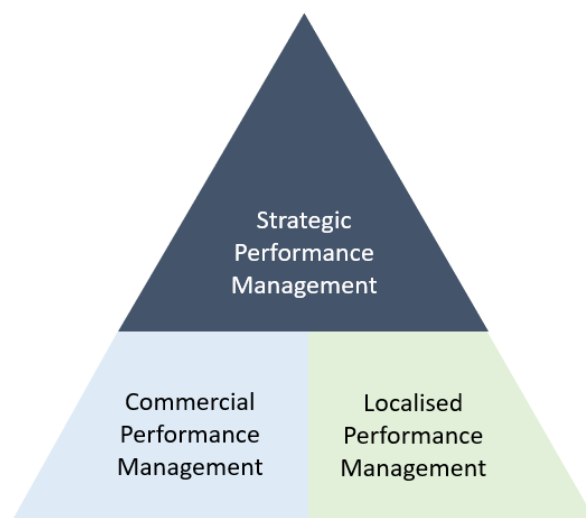 Strategic
Performance
Management
Commercial
Performance
Management
Localised
Performance
Management